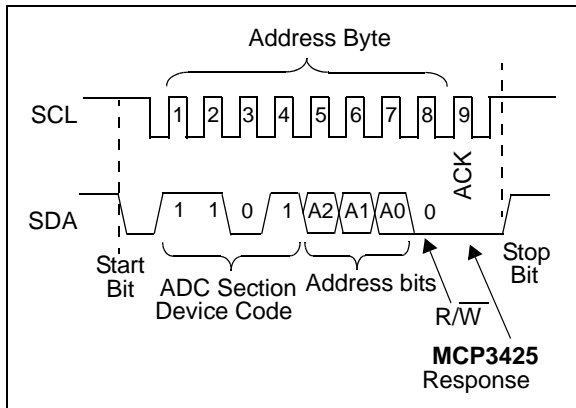 Address Byte
SCL 1 2 3 4 5 6 7 8 9
ACK
SDA 1 1 0 1 A2 A1 A0 0
Start Bit
ADC Section Device Code
Address bits
Stop Bit
R/W̅
MCP3425
Response